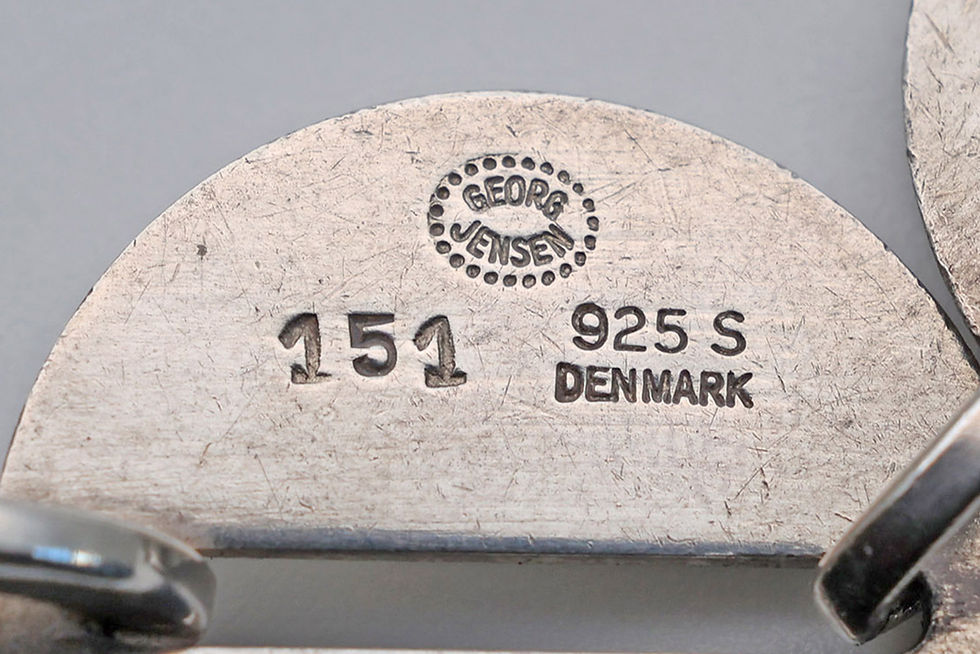 GEORG
JENSEN
151
925 S
DENMARK